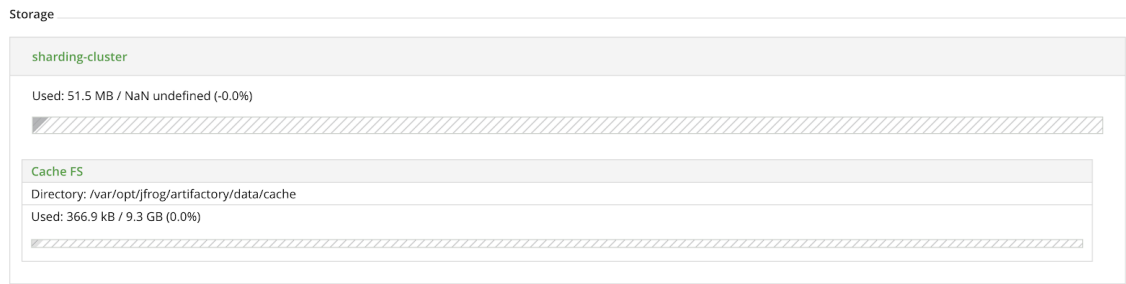 Storage
sharding-cluster
Used: 51.5 MB / NaN undefined (-0.0%)
Cache FS
Directory: /var/opt/jfrog/artifactory/data/cache
Used: 366.9 kB / 9.3 GB (0.0%)